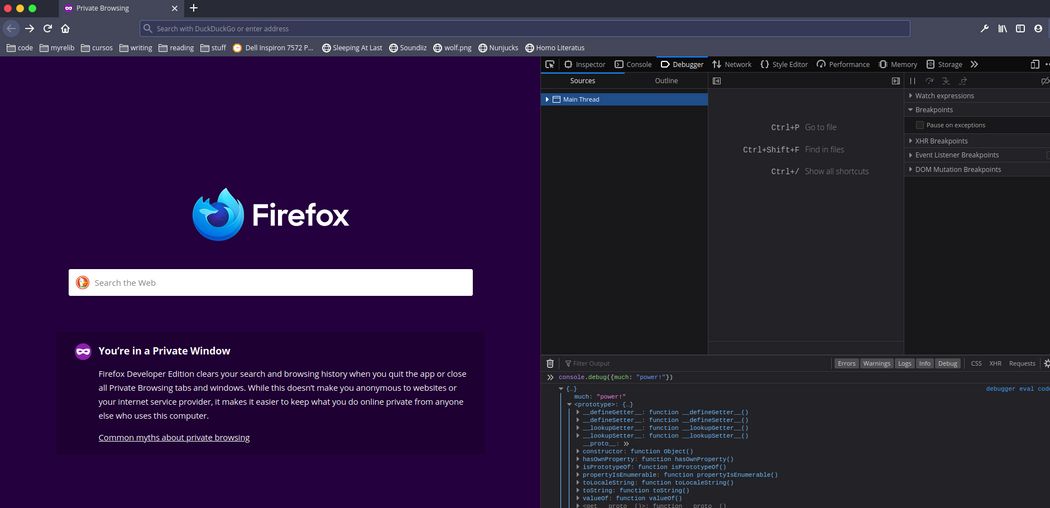 Private Browsing
Search with DuckDuckGo or enter address
code myrelib cursos writing reading stuff Dell Inspiron 7572 P... Sleeping At Last Soundiiz wolf.png Nunjucks Homo Literatus
Inspector Console Debugger Network Style Editor Performance Memory Storage
Sources Outline
Main Thread
Ctrl+P Go to file
Ctrl+Shift+F Find in files
Ctrl+/ Show all shortcuts
Watch expressions
Breakpoints
Pause on exceptions
XHR Breakpoints
Event Listener Breakpoints
DOM Mutation Breakpoints
Firefox
Search the Web
You're in a Private Window
Firefox Developer Edition clears your search and browsing history when you quit the app or close
all Private Browsing tabs and windows. While this doesn't make you anonymous to websites or
your internet service provider, it makes it easier to keep what you do online private from anyone
else who uses this computer.
Common myths about private browsing
Filter Output Errors Warnings Logs Info Debug CSS XHR Requests
console.debug({much: "power!"})
{…} debugger eval cod
much: "power!"
<prototype>: {…}
__defineGetter__: function __defineGetter__()
__defineSetter__: function __defineSetter__()
__lookupGetter__: function __lookupGetter__()
__lookupSetter__: function __lookupSetter__()
__proto__:
constructor: function Object()
hasOwnProperty: function hasOwnProperty()
isPrototypeOf: function isPrototypeOf()
propertyIsEnumerable: function propertyIsEnumerable()
toLocaleString: function toLocaleString()
toString: function toString()
valueOf: function valueOf()